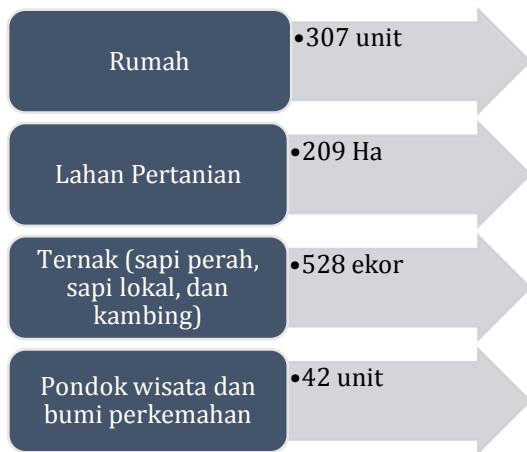 Rumah
•307 unit
Lahan Pertanian
•209 Ha
Ternak (sapi perah,
sapi lokal, dan
kambing)
•528 ekor
Pondok wisata dan
bumi perkemahan
•42 unit